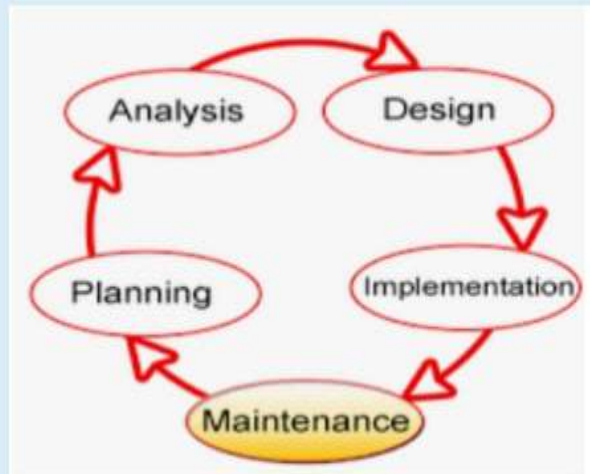 Analysis
Design
Planning
Implementation
Maintenance